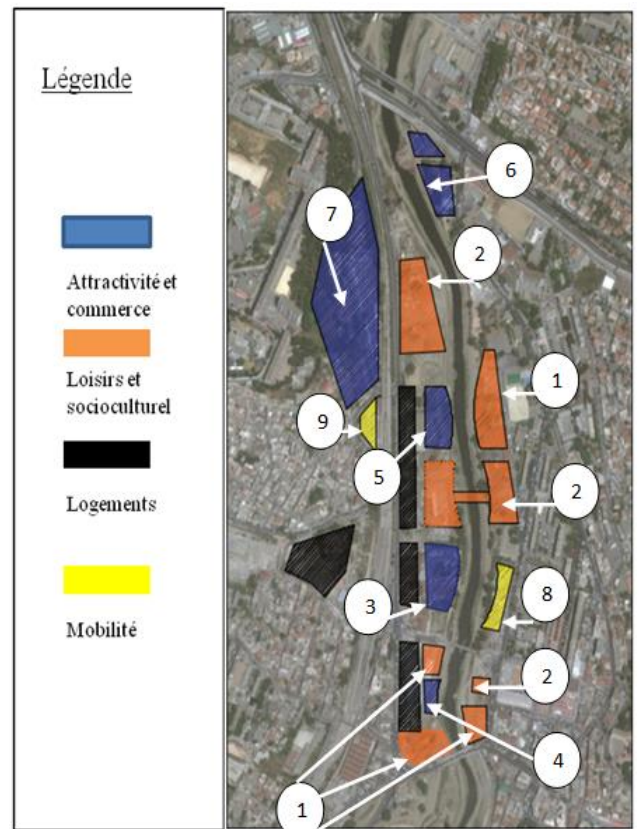 Légende
Attractivité et
commerce
Loisirs et
socioculturel
Logements
Mobilité
6
7
2
1
9
5
2
8
3
2
4
1